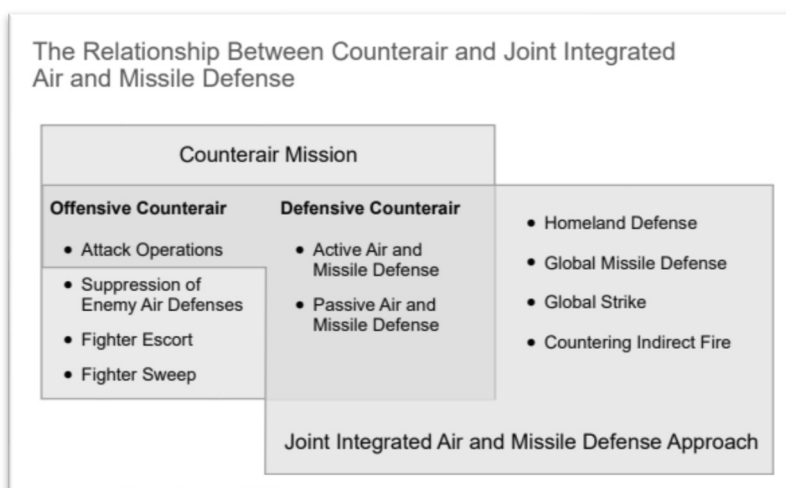 The Relationship Between Counterair and Joint Integrated
Air and Missile Defense
Counterair Mission
Offensive Counterair
• Attack Operations
• Suppression of
Enemy Air Defenses
• Fighter Escort
• Fighter Sweep
Defensive Counterair
• Active Air and
Missile Defense
• Passive Air and
Missile Defense
• Homeland Defense
• Global Missile Defense
• Global Strike
• Countering Indirect Fire
Joint Integrated Air and Missile Defense Approach